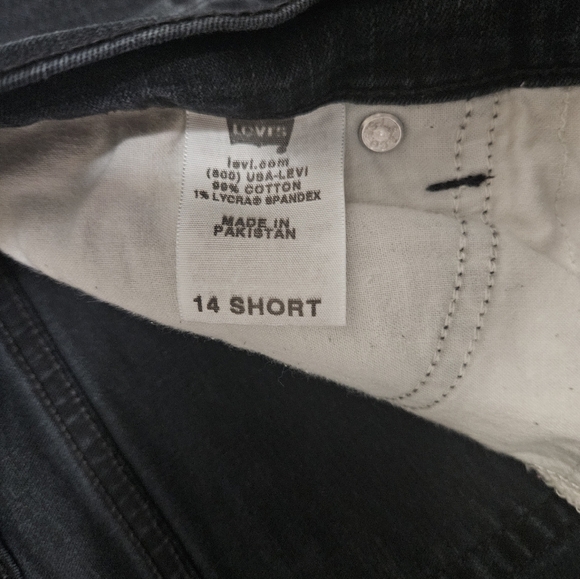 LEVI'S
levi.com
(800) USA-LEVI
99% COTTON
1% LYCRA® SPANDEX
MADE IN
PAKISTAN
14 SHORT